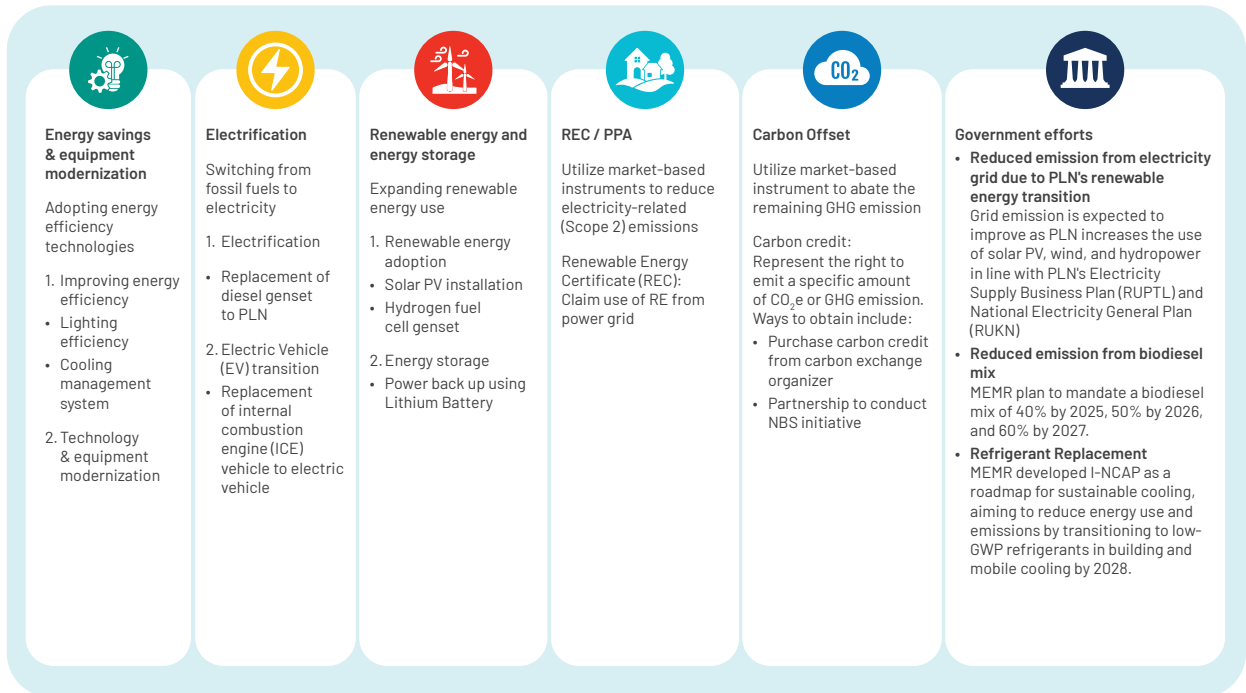 Energy savings
& equipment
modernization
Adopting energy
efficiency
technologies
1. Improving energy
efficiency
• Lighting
efficiency
• Cooling
management
system
2. Technology
& equipment
modernization
Electrification
Switching from
fossil fuels to
electricity
1. Electrification
• Replacement of
diesel genset
to PLN
2. Electric Vehicle
(EV) transition
• Replacement
of internal
combustion
engine (ICE)
vehicle to electric
vehicle
Renewable energy and
energy storage
Expanding renewable
energy use
1. Renewable energy
adoption
• Solar PV installation
• Hydrogen fuel
cell genset
2. Energy storage
• Power back up using
Lithium Battery
REC / PPA
Utilize market-based
instruments to reduce
electricity-related
(Scope 2) emissions
Renewable Energy
Certificate (REC):
Claim use of RE from
power grid
CO₂
Carbon Offset
Utilize market-based
instrument to abate the
remaining GHG emission
Carbon credit:
Represent the right to
emit a specific amount
of CO₂e or GHG emission.
Ways to obtain include:
• Purchase carbon credit
from carbon exchange
organizer
• Partnership to conduct
NBS initiative
Government efforts
• Reduced emission from electricity
grid due to PLN's renewable
energy transition
Grid emission is expected to
improve as PLN increases the use
of solar PV, wind, and hydropower
in line with PLN's Electricity
Supply Business Plan (RUPTL) and
National Electricity General Plan
(RUKN)
• Reduced emission from biodiesel
mix
MEMR plan to mandate a biodiesel
mix of 40% by 2025, 50% by 2026,
and 60% by 2027.
• Refrigerant Replacement
MEMR developed I-NCAP as a
roadmap for sustainable cooling,
aiming to reduce energy use and
emissions by transitioning to low-
GWP refrigerants in building and
mobile cooling by 2028.